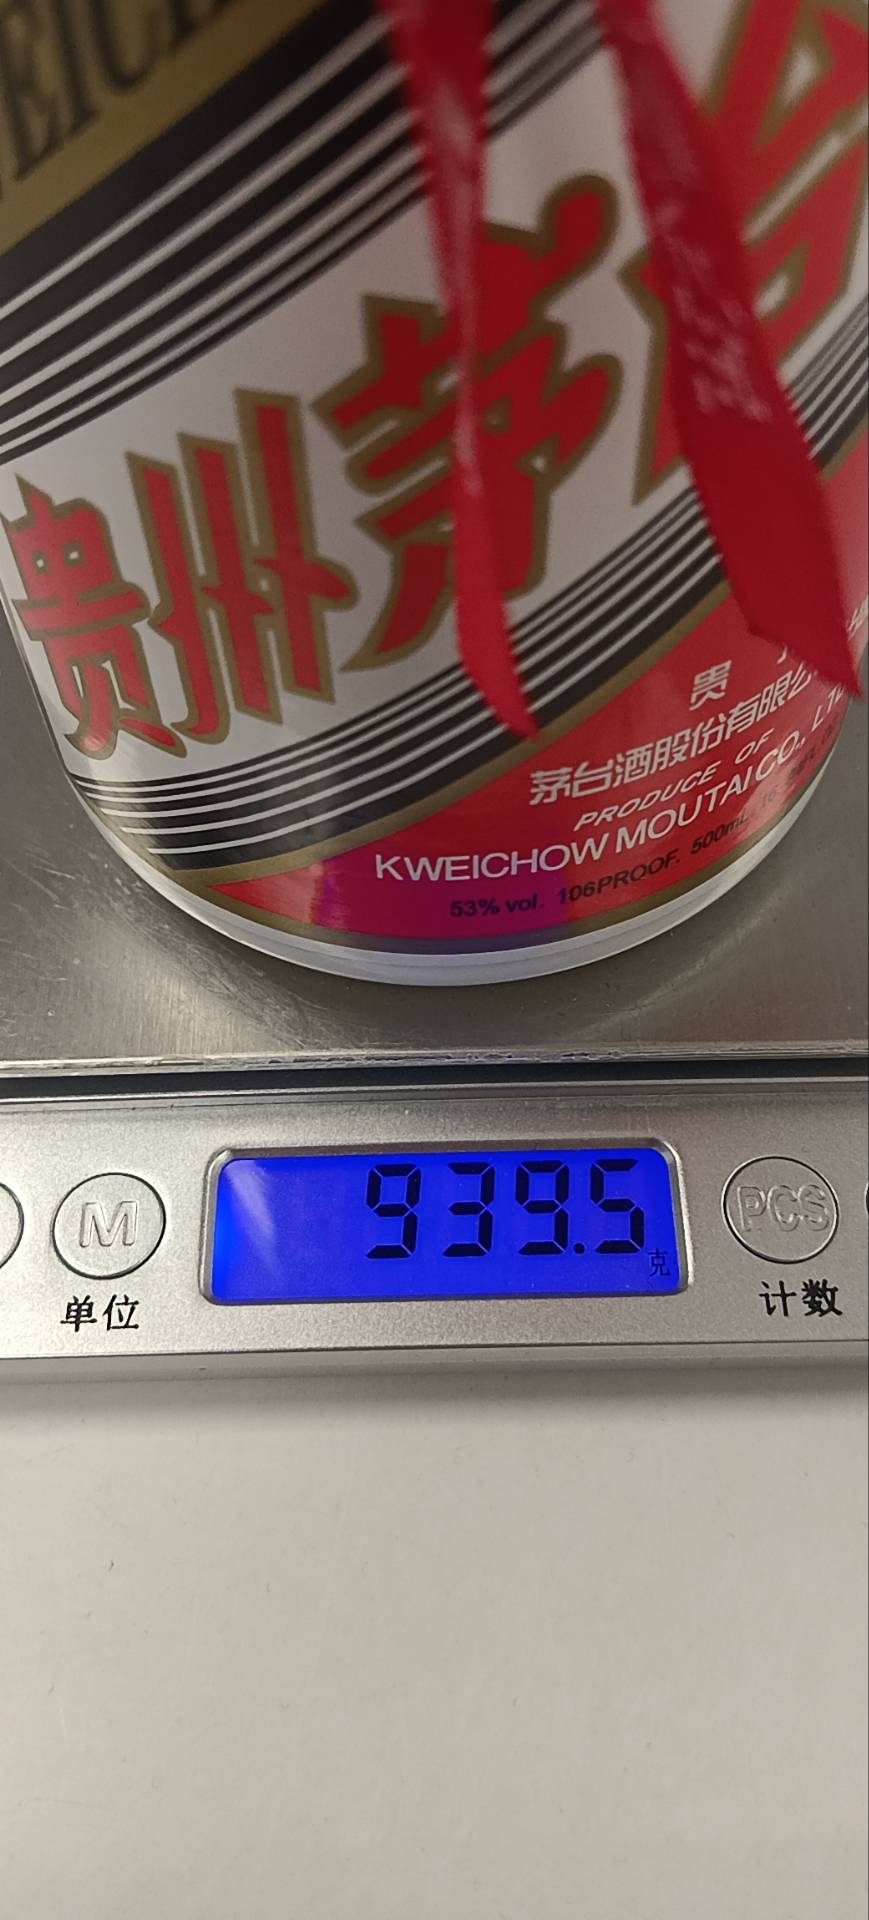 贵州茅台
贵
茅台酒股份有限公
PRODUCE OF
KWEICHOW MOUTAI CO., LT
53% vol. 106PROOF. 500mL
939.5
克
M
单位
PCS
计数